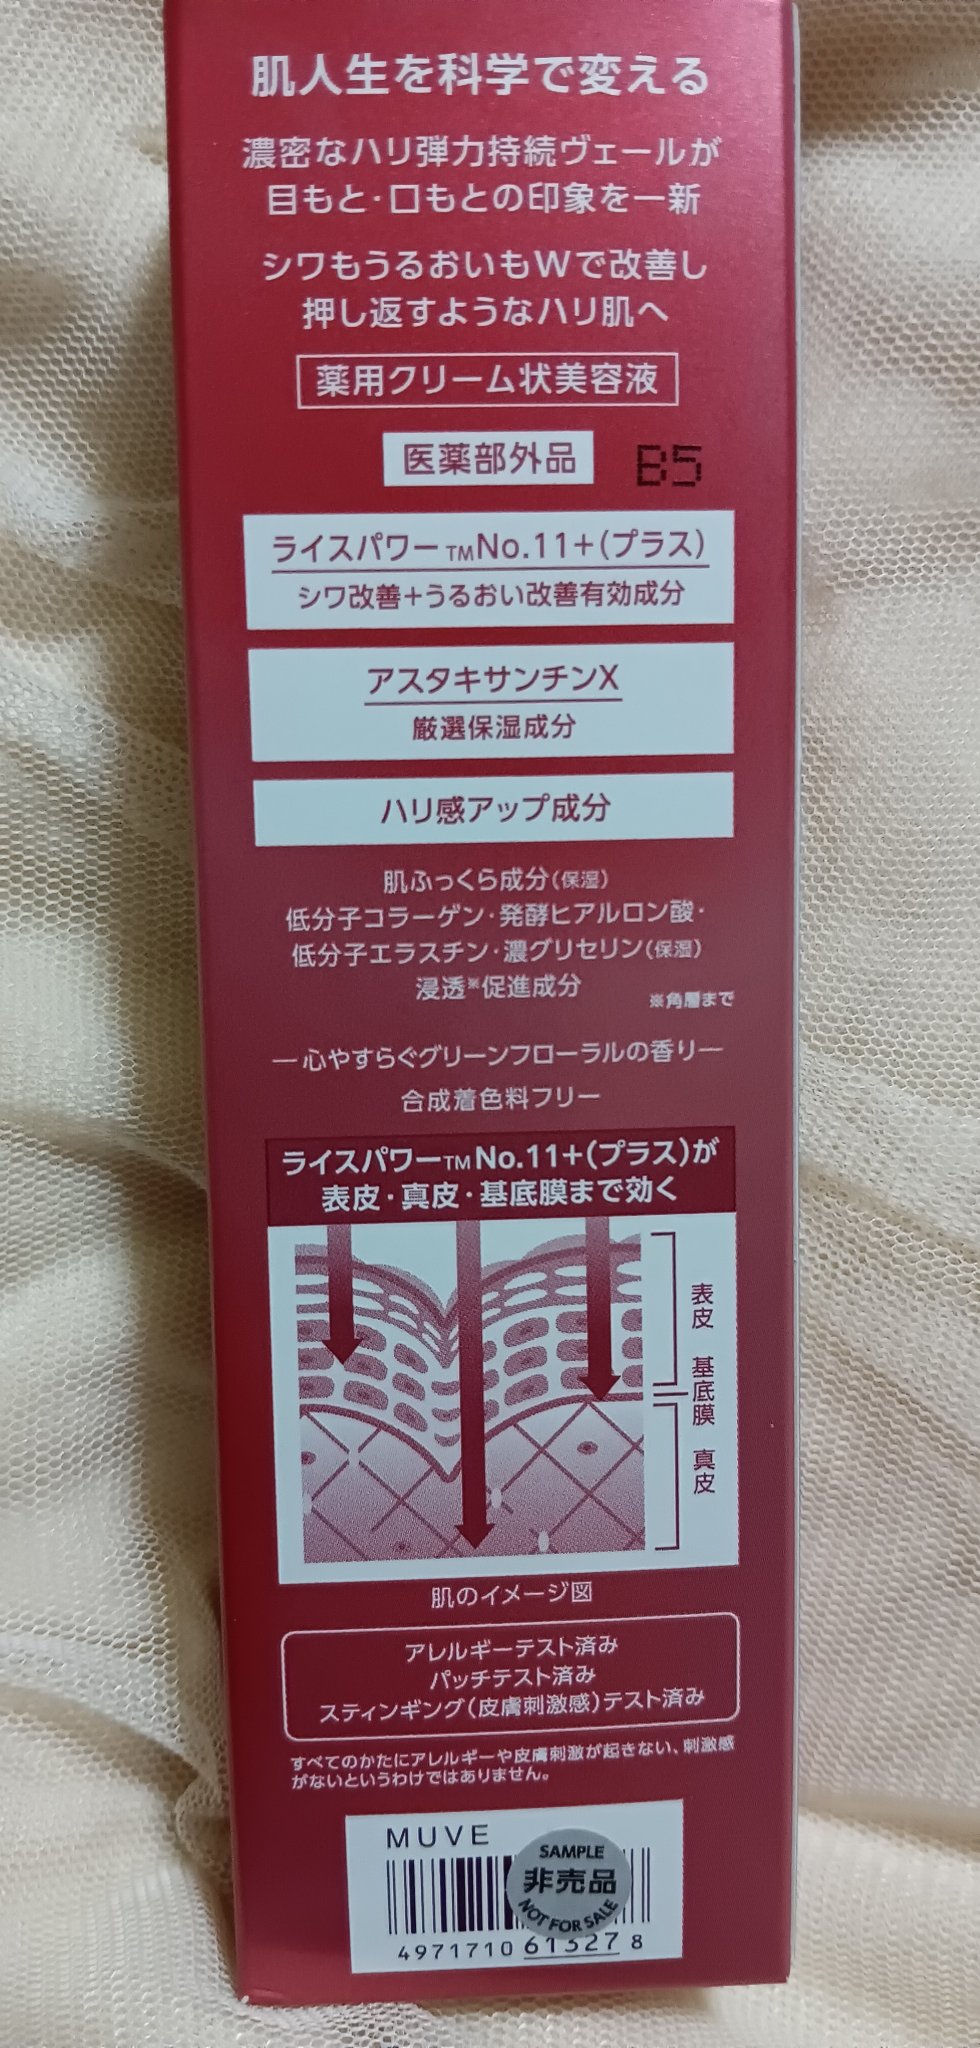 肌人生を科学で変える
濃密なハリ弾力持続ヴェールが
目もと・口もとの印象を一新
シワもうるおいもWで改善し
押し返すようなハリ肌へ
薬用クリーム状美容液
医薬部外品
B5
ライスパワー™No.11+(プラス)
シワ改善+うるおい改善有効成分
アスタキサンチンX
厳選保湿成分
ハリ感アップ成分
肌ふっくら成分(保湿)
低分子コラーゲン・発酵ヒアルロン酸・
低分子エラスチン・濃グリセリン(保湿)
浸透※促進成分
※角層まで
―心やすらぐグリーンフローラルの香り―
合成着色料フリー
ライスパワー™No.11+(プラス)が
表皮・真皮・基底膜まで効く
表皮
基底膜
真皮
肌のイメージ図
アレルギーテスト済み
パッチテスト済み
スティンギング(皮膚刺激感)テスト済み
すべてのかたにアレルギーや皮膚刺激が起きない、刺激感
がないというわけではありません。
MUVE
SAMPLE
非売品
NOT FOR SALE
4971710 613278